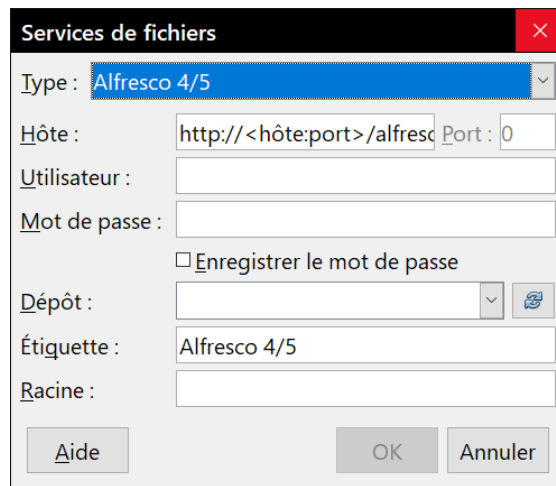 Services de fichiers
Type : Alfresco 4/5
Hôte : http://<hôte:port>/alfresc Port : 0
Utilisateur :
Mot de passe :
Enregistrer le mot de passe
Dépôt :
Étiquette : Alfresco 4/5
Racine :
Aide OK Annuler